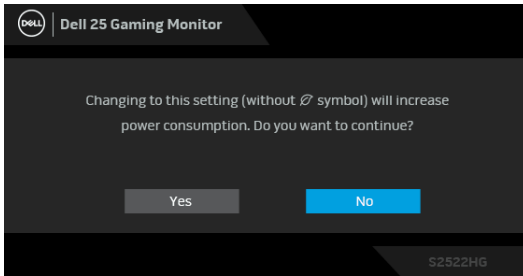 DELL
Dell 25 Gaming Monitor
Changing to this setting (without symbol) will increase
power consumption. Do you want to continue?
Yes
No
S2522HG